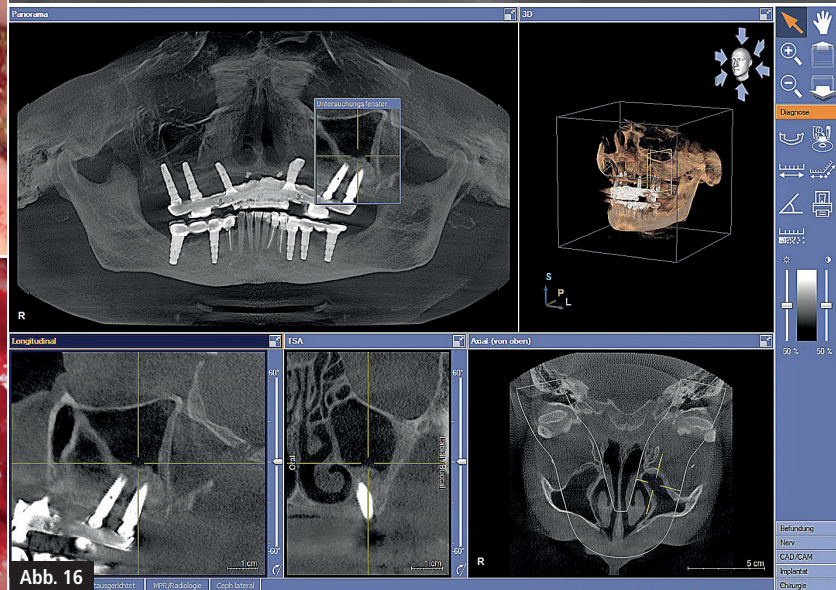 Panorama
3D
Untersuchungsfenster
R
S
P
L
Diagnose
50 %
50 %
Longitudinal
TSA
Axial (von oben)
60°
60°
Oral
-60°
-60°
1 cm
1 cm
R
5 cm
MPR/Radiologie
Ceph lateral
Befundung
Nerv
CAD/CAM
Implantat
Chirurgie
Abb. 16